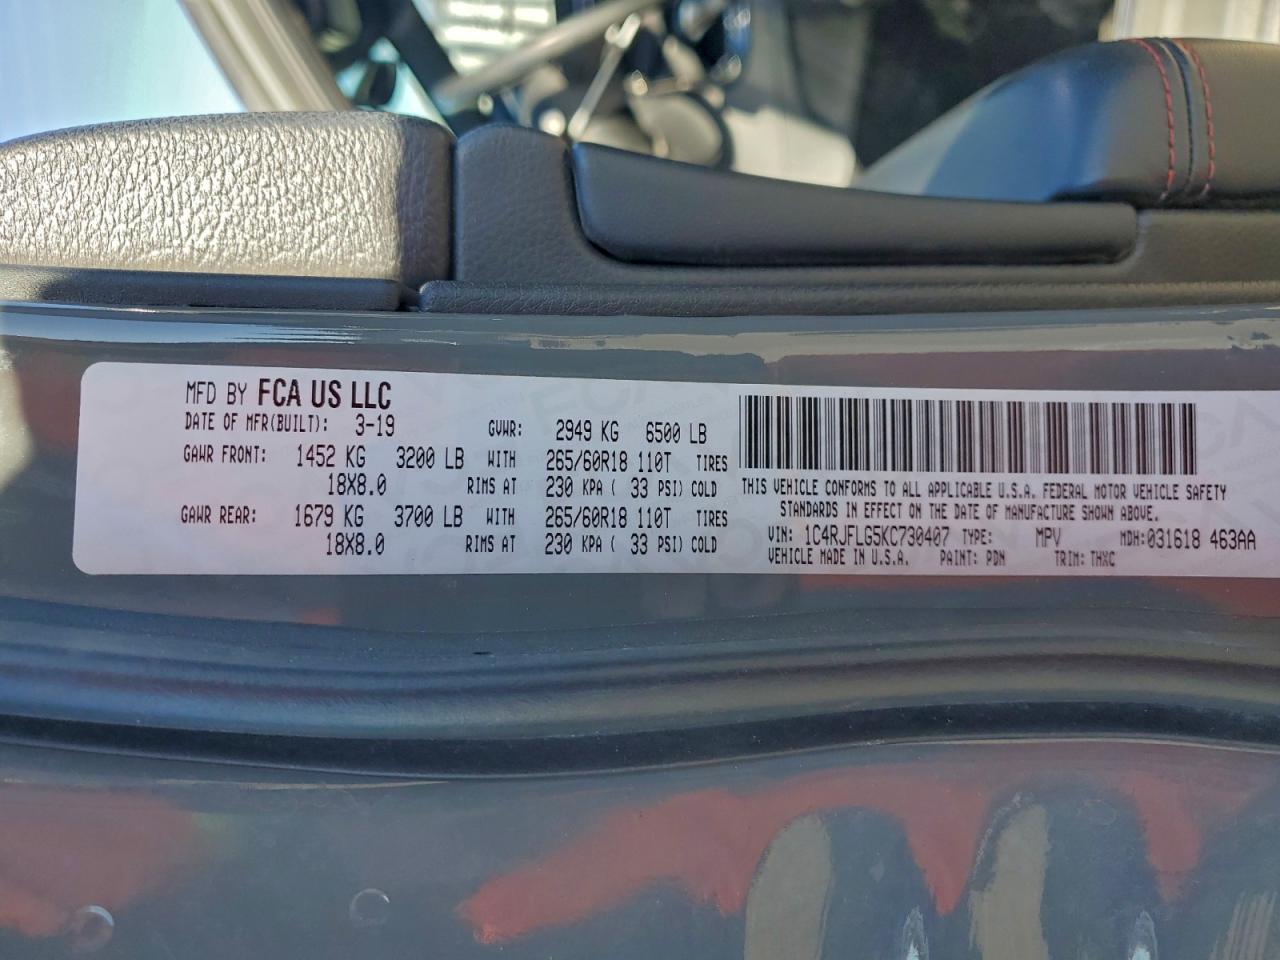 MFD BY FCA US LLC
DATE OF MFR(BUILT): 3-19 GVWR: 2949 KG 6500 LB
GAWR FRONT: 1452 KG 3200 LB WITH 265/60R18 110T TIRES
18X8.0 RIMS AT 230 KPA ( 33 PSI) COLD
GAWR REAR: 1679 KG 3700 LB WITH 265/60R18 110T TIRES
18X8.0 RIMS AT 230 KPA ( 33 PSI) COLD
THIS VEHICLE CONFORMS TO ALL APPLICABLE U.S.A. FEDERAL MOTOR VEHICLE SAFETY
STANDARDS IN EFFECT ON THE DATE OF MANUFACTURE SHOWN ABOVE.
VIN: 1C4RJFLG5KC730407 TYPE: MPV MDH:031618 463AA
VEHICLE MADE IN U.S.A. PAINT: PDN TRIM: THXC